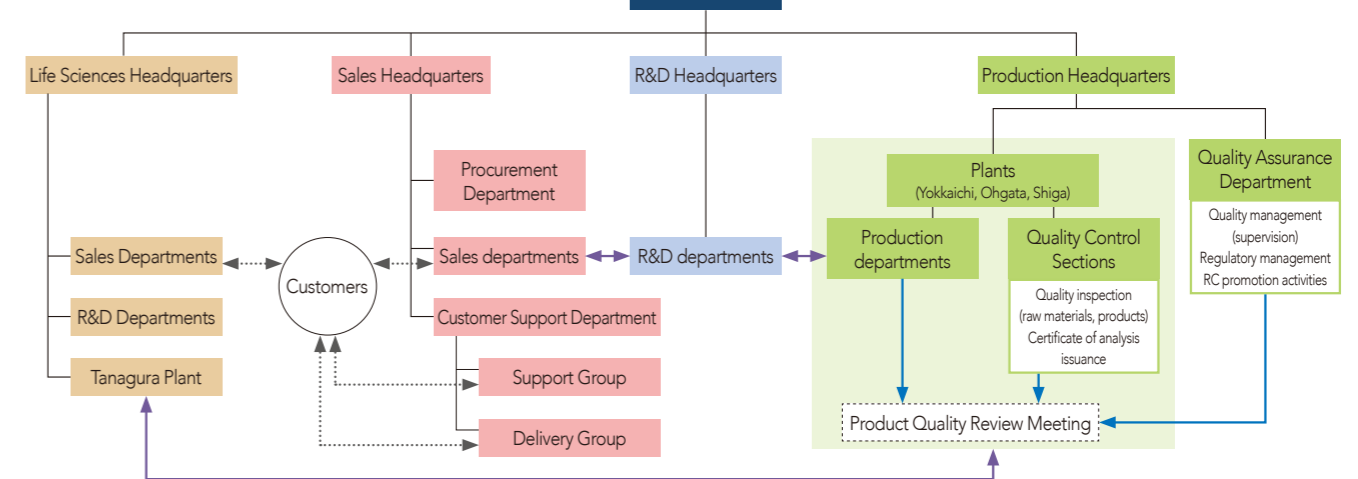 Life Sciences Headquarters
Sales Headquarters
R&D Headquarters
Production Headquarters
Procurement
Department
Plants
(Yokkaichi, Ohgata, Shiga)
Quality Assurance
Department
Quality management
(supervision)
Regulatory management
RC promotion activities
Sales Departments
Customers
Sales departments
R&D departments
Production
departments
Quality Control
Sections
Quality inspection
(raw materials, products)
Certificate of analysis
issuance
R&D Departments
Customer Support Department
Tanagura Plant
Support Group
Delivery Group
Product Quality Review Meeting